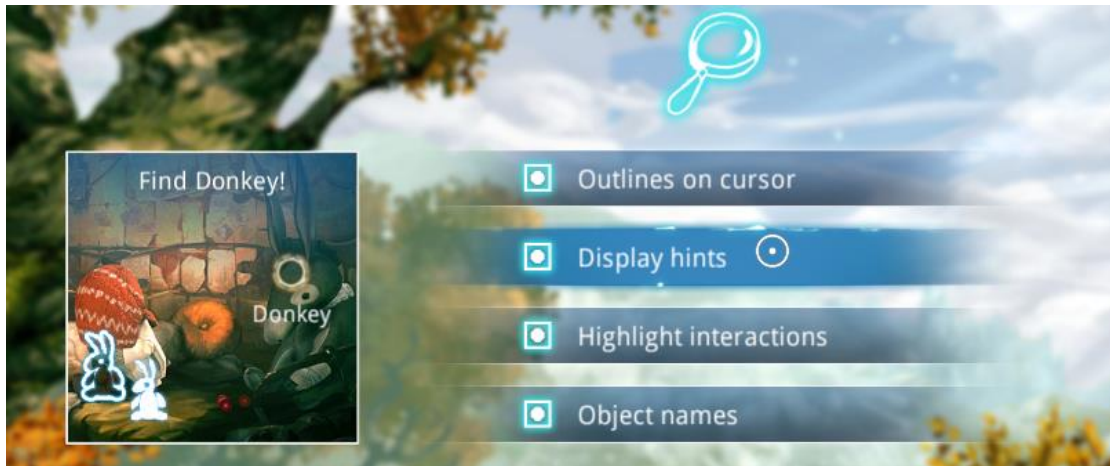 Find Donkey!
Donkey
Outlines on cursor
Display hints
Highlight interactions
Object names